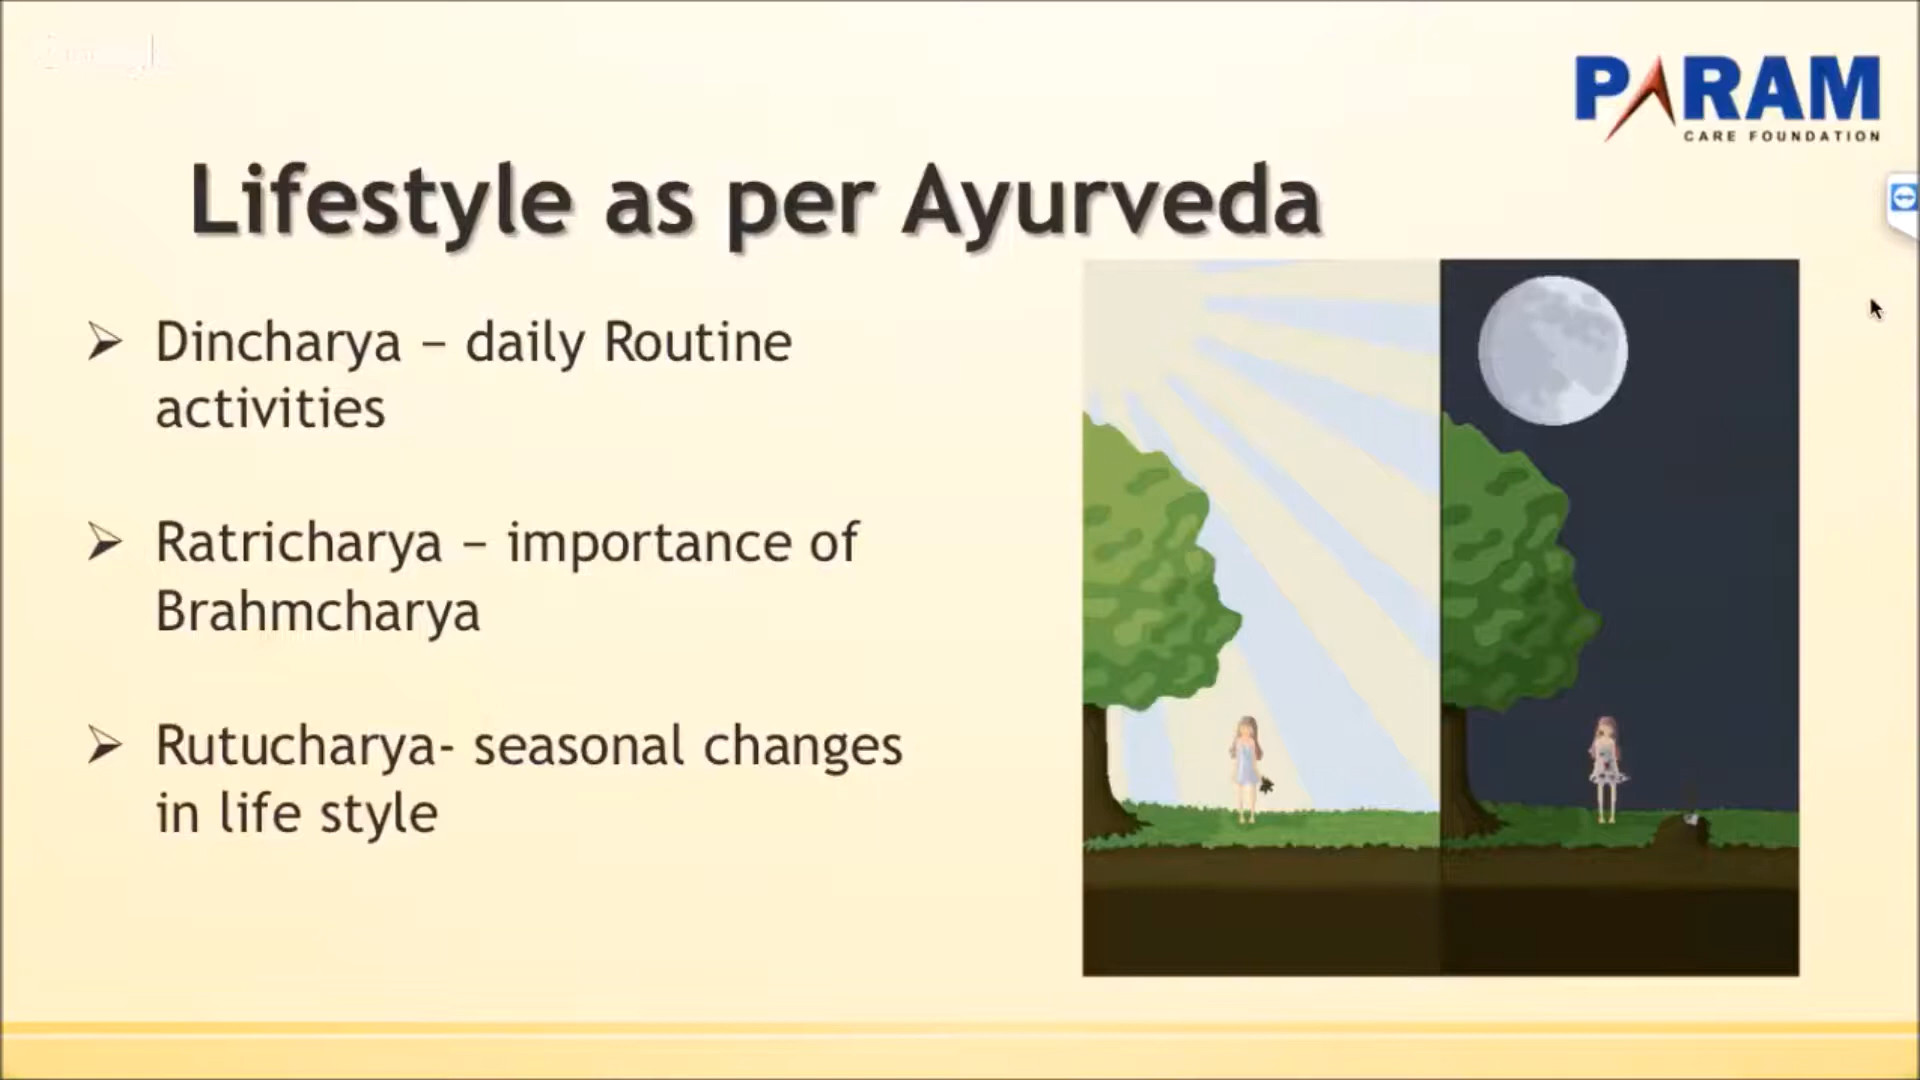 PARAM
CARE FOUNDATION
Lifestyle as per Ayurveda
➢ Dincharya – daily Routine
activities
➢ Ratricharya – importance of
Brahmcharya
➢ Rutucharya- seasonal changes
in life style